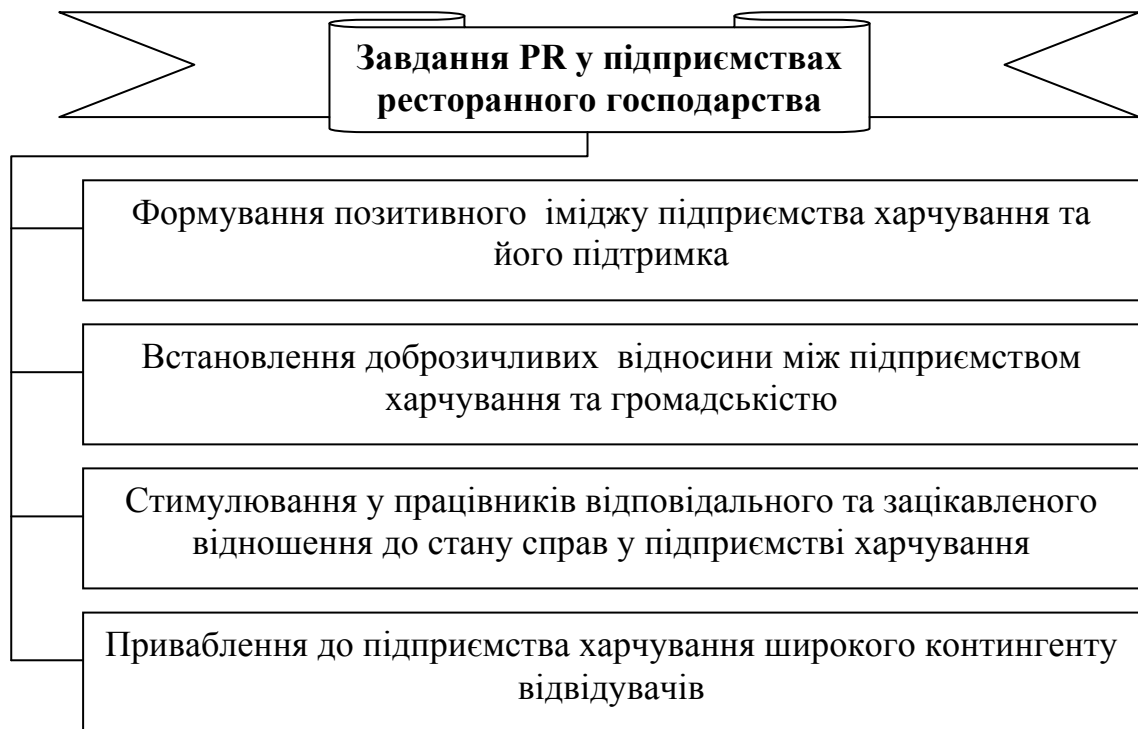 Завдання PR у підприємствах
ресторанного господарства
Формування позитивного іміджу підприємства харчування та
його підтримка
Встановлення доброзичливих відносини між підприємством
харчування та громадськістю
Стимулювання у працівників відповідального та зацікавленого
відношення до стану справ у підприємстві харчування
Приваблення до підприємства харчування широкого контингенту
відвідувачів